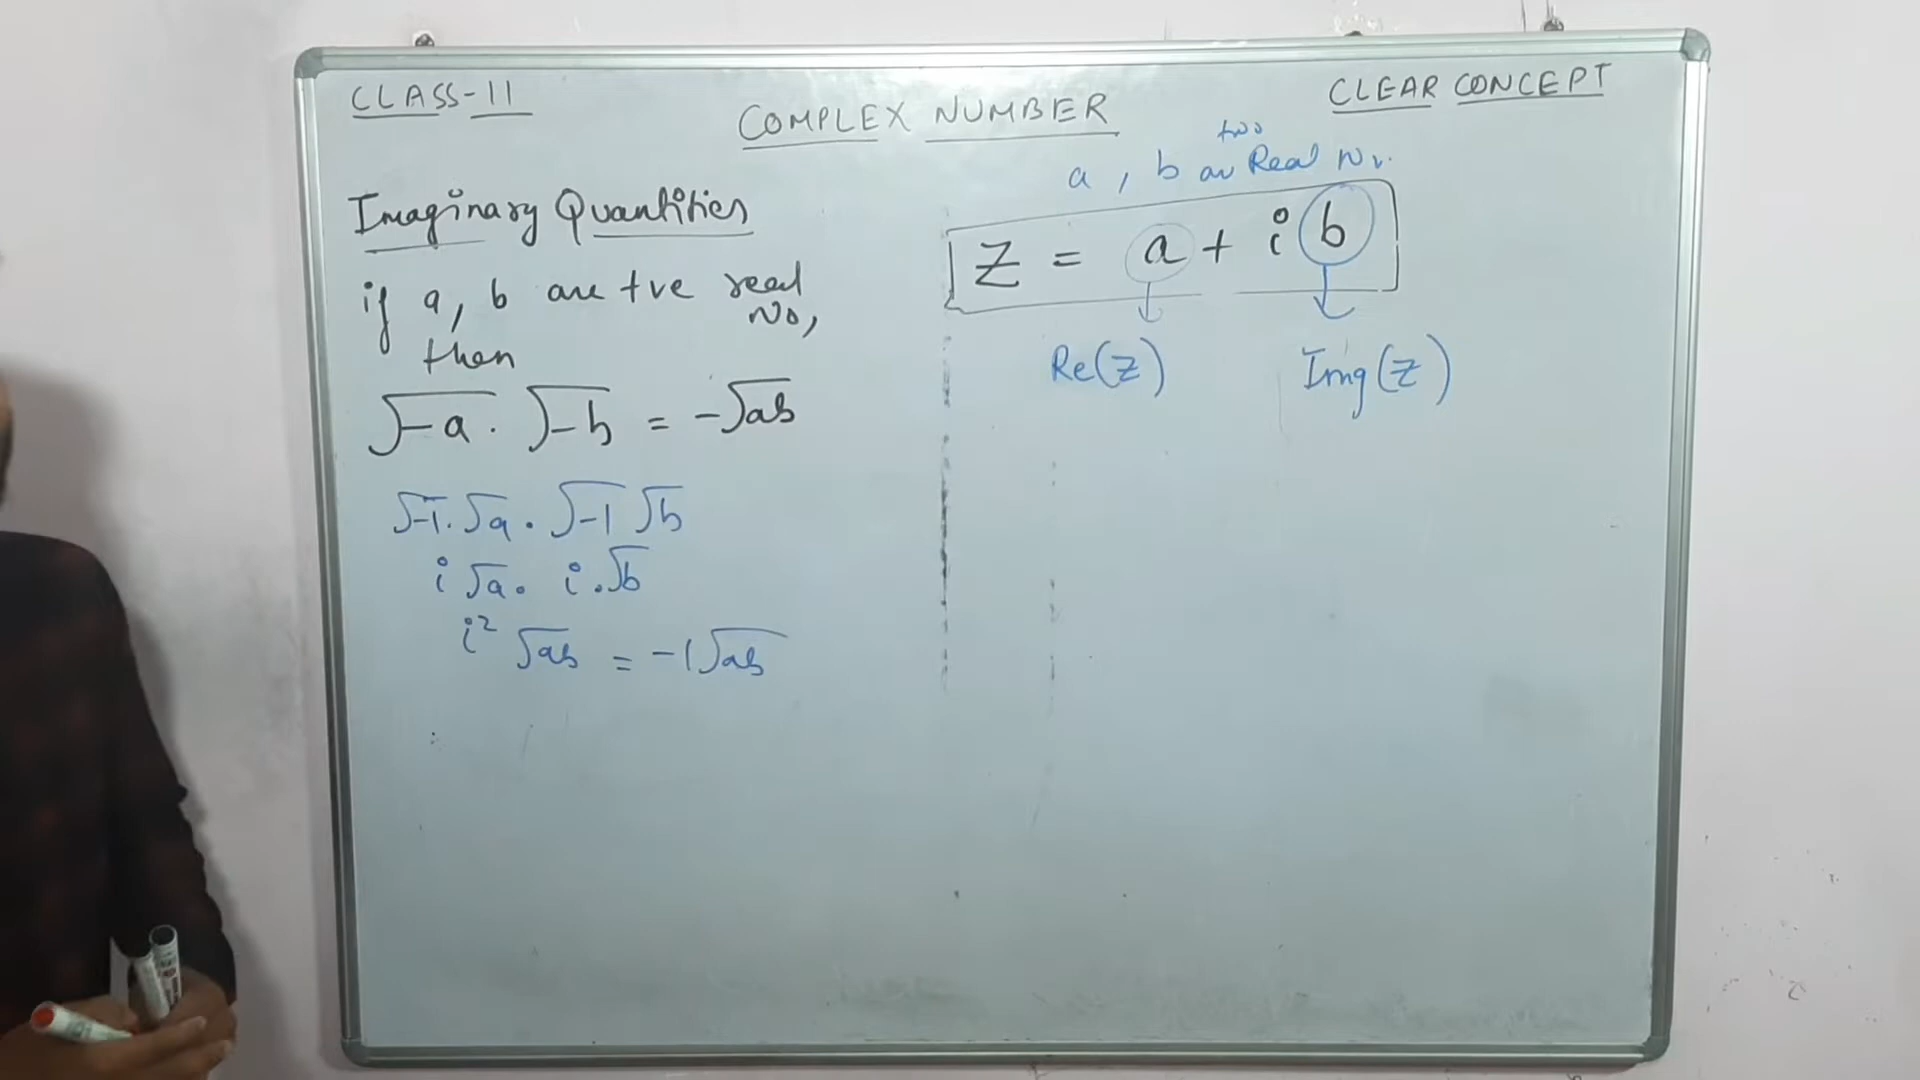 CLASS-11
COMPLEX NUMBER
CLEAR CONCEPT
Imaginary Quantities
if a, b are +ve real
No,
then
√-a . √-b = -√ab
√-1 . √a . √-1 √b
i √a . i . √b
i² √ab = -1√ab
two
a , b are Real No.
Z = a + i b
Re(Z) Img(Z)